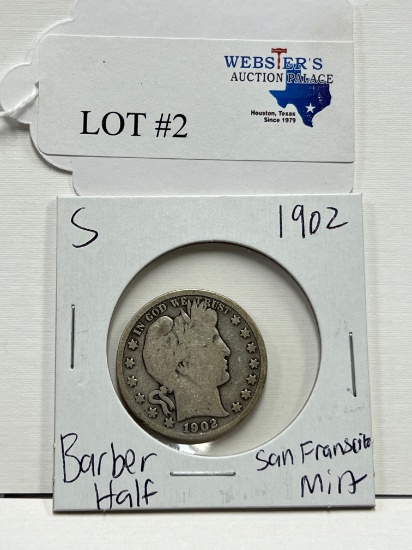 WEBSTER'S
AUCTION PALACE
Houston, Texas
Since 1979
LOT #2
S 1902
IN GOD WE TRUST
1902
Barber San Franscito
Half Mint